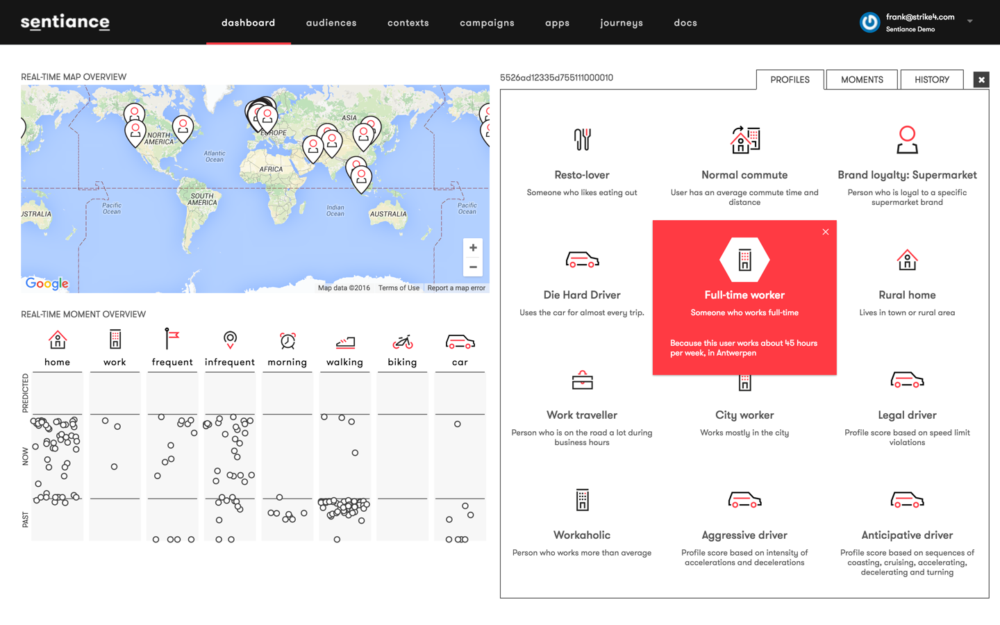 sentiance
dashboard
audiences
contexts
campaigns
apps
journeys
docs
frank@strike4.com
Sentiance Demo
REAL-TIME MAP OVERVIEW
NORTH
AMERICA
Atlantic
Ocean
EUROPE
ASIA
AFRICA
SOUTH
AMERICA
Pacific
Ocean
Indian
Ocean
Pacific
Ocean
USTRALIA
AUSTRALIA
+
−
Google
Map data ©2016
Terms of Use
Report a map error
REAL-TIME MOMENT OVERVIEW
home
work
frequent
infrequent
morning
walking
biking
car
PREDICTED
NOW
PAST
5526ad12335d755111000010
PROFILES
MOMENTS
HISTORY
Resto-lover
Someone who likes eating out
Normal commute
User has an average commute time and
distance
Brand loyalty: Supermarket
Person who is loyal to a specific
supermarket brand
Die Hard Driver
Uses the car for almost every trip.
Full-time worker
Someone who works full-time
Because this user works about 45 hours
per week, in Antwerpen
Rural home
Lives in town or rural area
Work traveller
Person who is on the road a lot during
business hours
City worker
Works mostly in the city
Legal driver
Profile score based on speed limit
violations
Workaholic
Person who works more than average
Aggressive driver
Profile score based on intensity of
accelerations and decelerations
Anticipative driver
Profile score based on sequences of
coasting, cruising, accelerating,
decelerating and turning